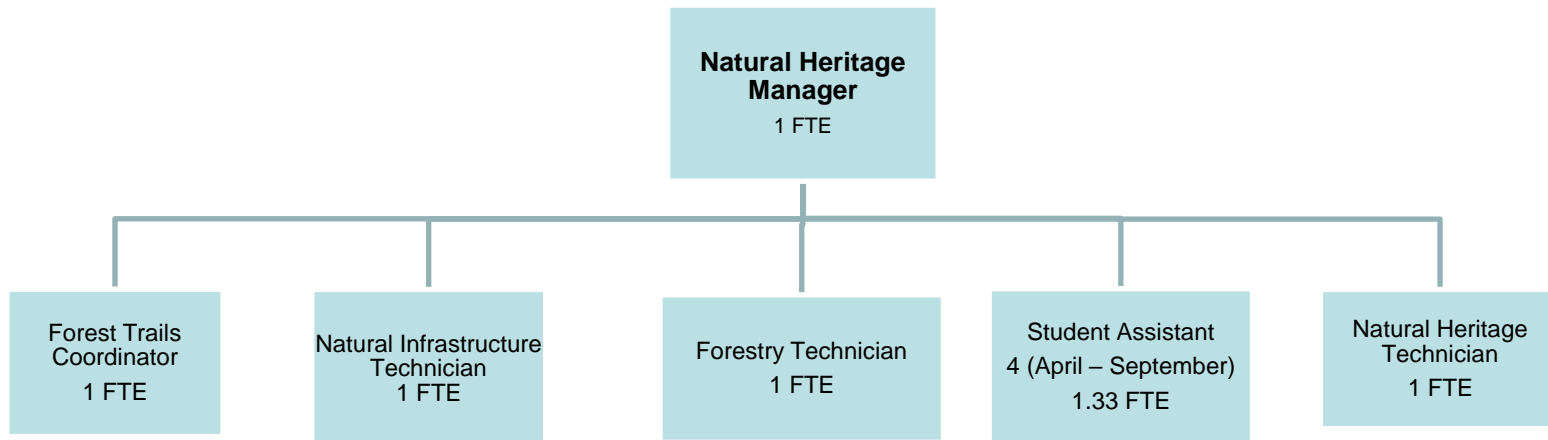 Natural Heritage
Manager
1 FTE
Forest Trails
Coordinator
1 FTE
Natural Infrastructure
Technician
1 FTE
Forestry Technician
1 FTE
Student Assistant
4 (April – September)
1.33 FTE
Natural Heritage
Technician
1 FTE